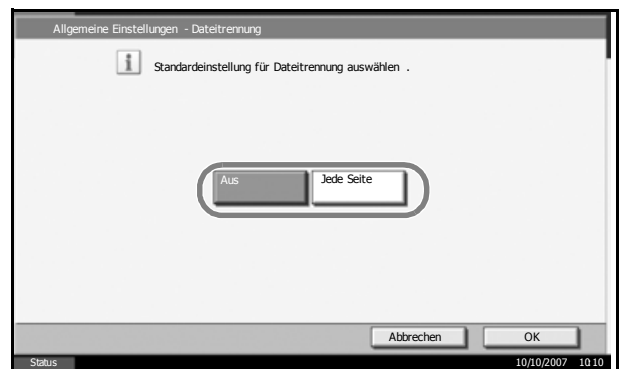 Allgemeine Einstellungen - Dateitrennung
i Standardeinstellung für Dateitrennung auswählen .
Aus Jede Seite
Abbrechen OK
Status 10/10/2007 10:10